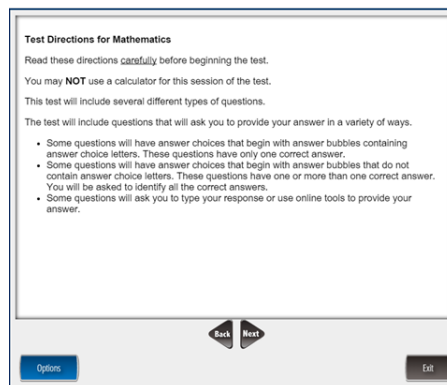 Test Directions for Mathematics
Read these directions carefully before beginning the test.
You may NOT use a calculator for this session of the test.
This test will include several different types of questions.
The test will include questions that will ask you to provide your answer in a variety of ways.
• Some questions will have answer choices that begin with answer bubbles containing
answer choice letters. These questions have only one correct answer.
• Some questions will have answer choices that begin with answer bubbles that do not
contain answer choice letters. These questions have one or more than one correct answer.
You will be asked to identify all the correct answers.
• Some questions will ask you to type your response or use online tools to provide your
answer.
Back Next
Options Exit